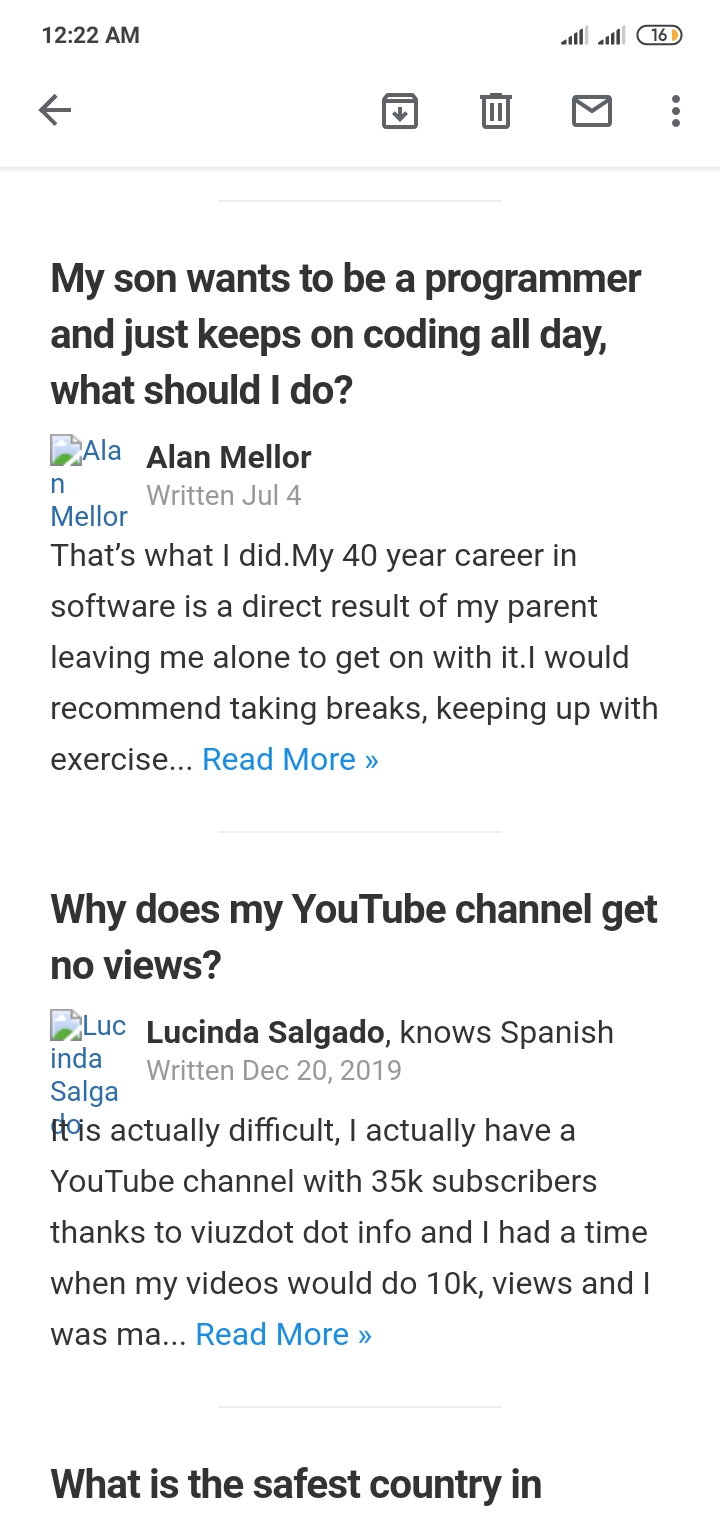 12:22 AM
16
My son wants to be a programmer
and just keeps on coding all day,
what should I do?
Ala
n
Mellor
Alan Mellor
Written Jul 4
That’s what I did.My 40 year career in
software is a direct result of my parent
leaving me alone to get on with it.I would
recommend taking breaks, keeping up with
exercise... Read More »
Why does my YouTube channel get
no views?
Luc
inda
Salga
do
Lucinda Salgado, knows Spanish
Written Dec 20, 2019
It is actually difficult, I actually have a
YouTube channel with 35k subscribers
thanks to viuzdot dot info and I had a time
when my videos would do 10k, views and I
was ma... Read More »
What is the safest country in